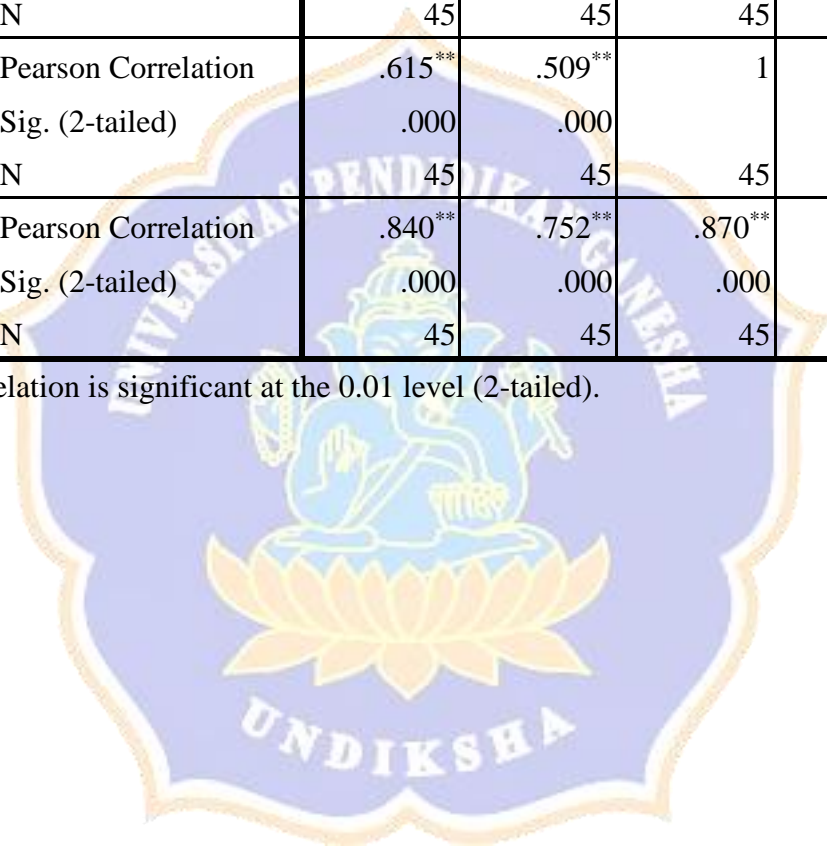 N 45 45 45
Pearson Correlation .615** .509** 1
Sig. (2-tailed) .000 .000
N 45 45 45
Pearson Correlation .840** .752** .870**
Sig. (2-tailed) .000 .000 .000
N 45 45 45
elation is significant at the 0.01 level (2-tailed).
UNIVERSITAS PENDIDIKAN GANESHA
UNDIKSHA